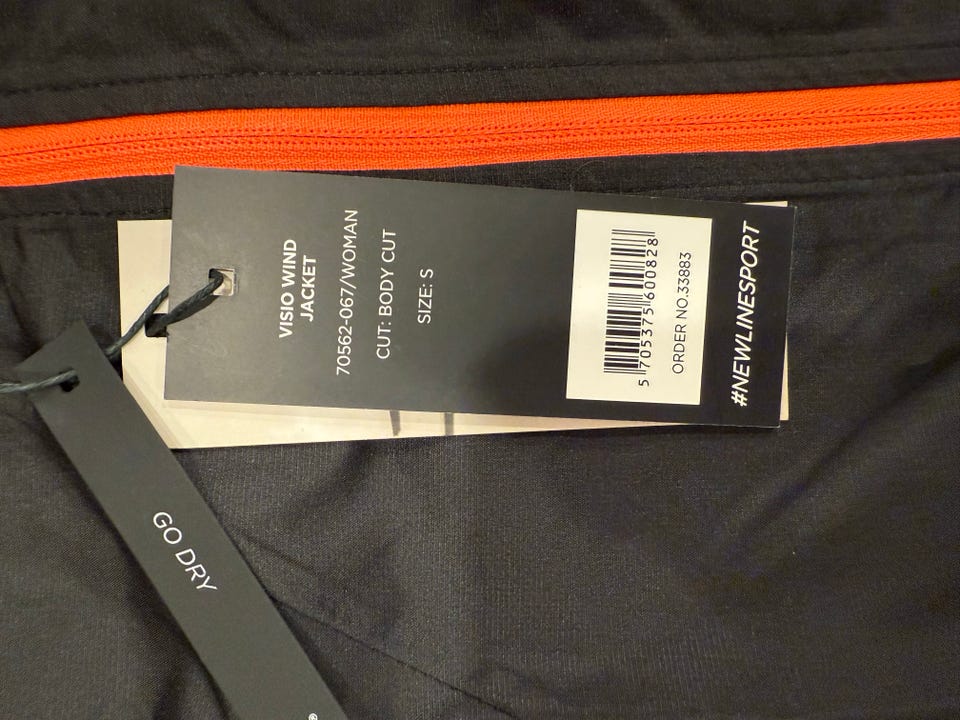 VISIO WIND
JACKET
70562-067/WOMAN
CUT: BODY CUT
SIZE: S
5 705375 600828
ORDER NO.33883
#NEWLINESPORT
GO DRY
®